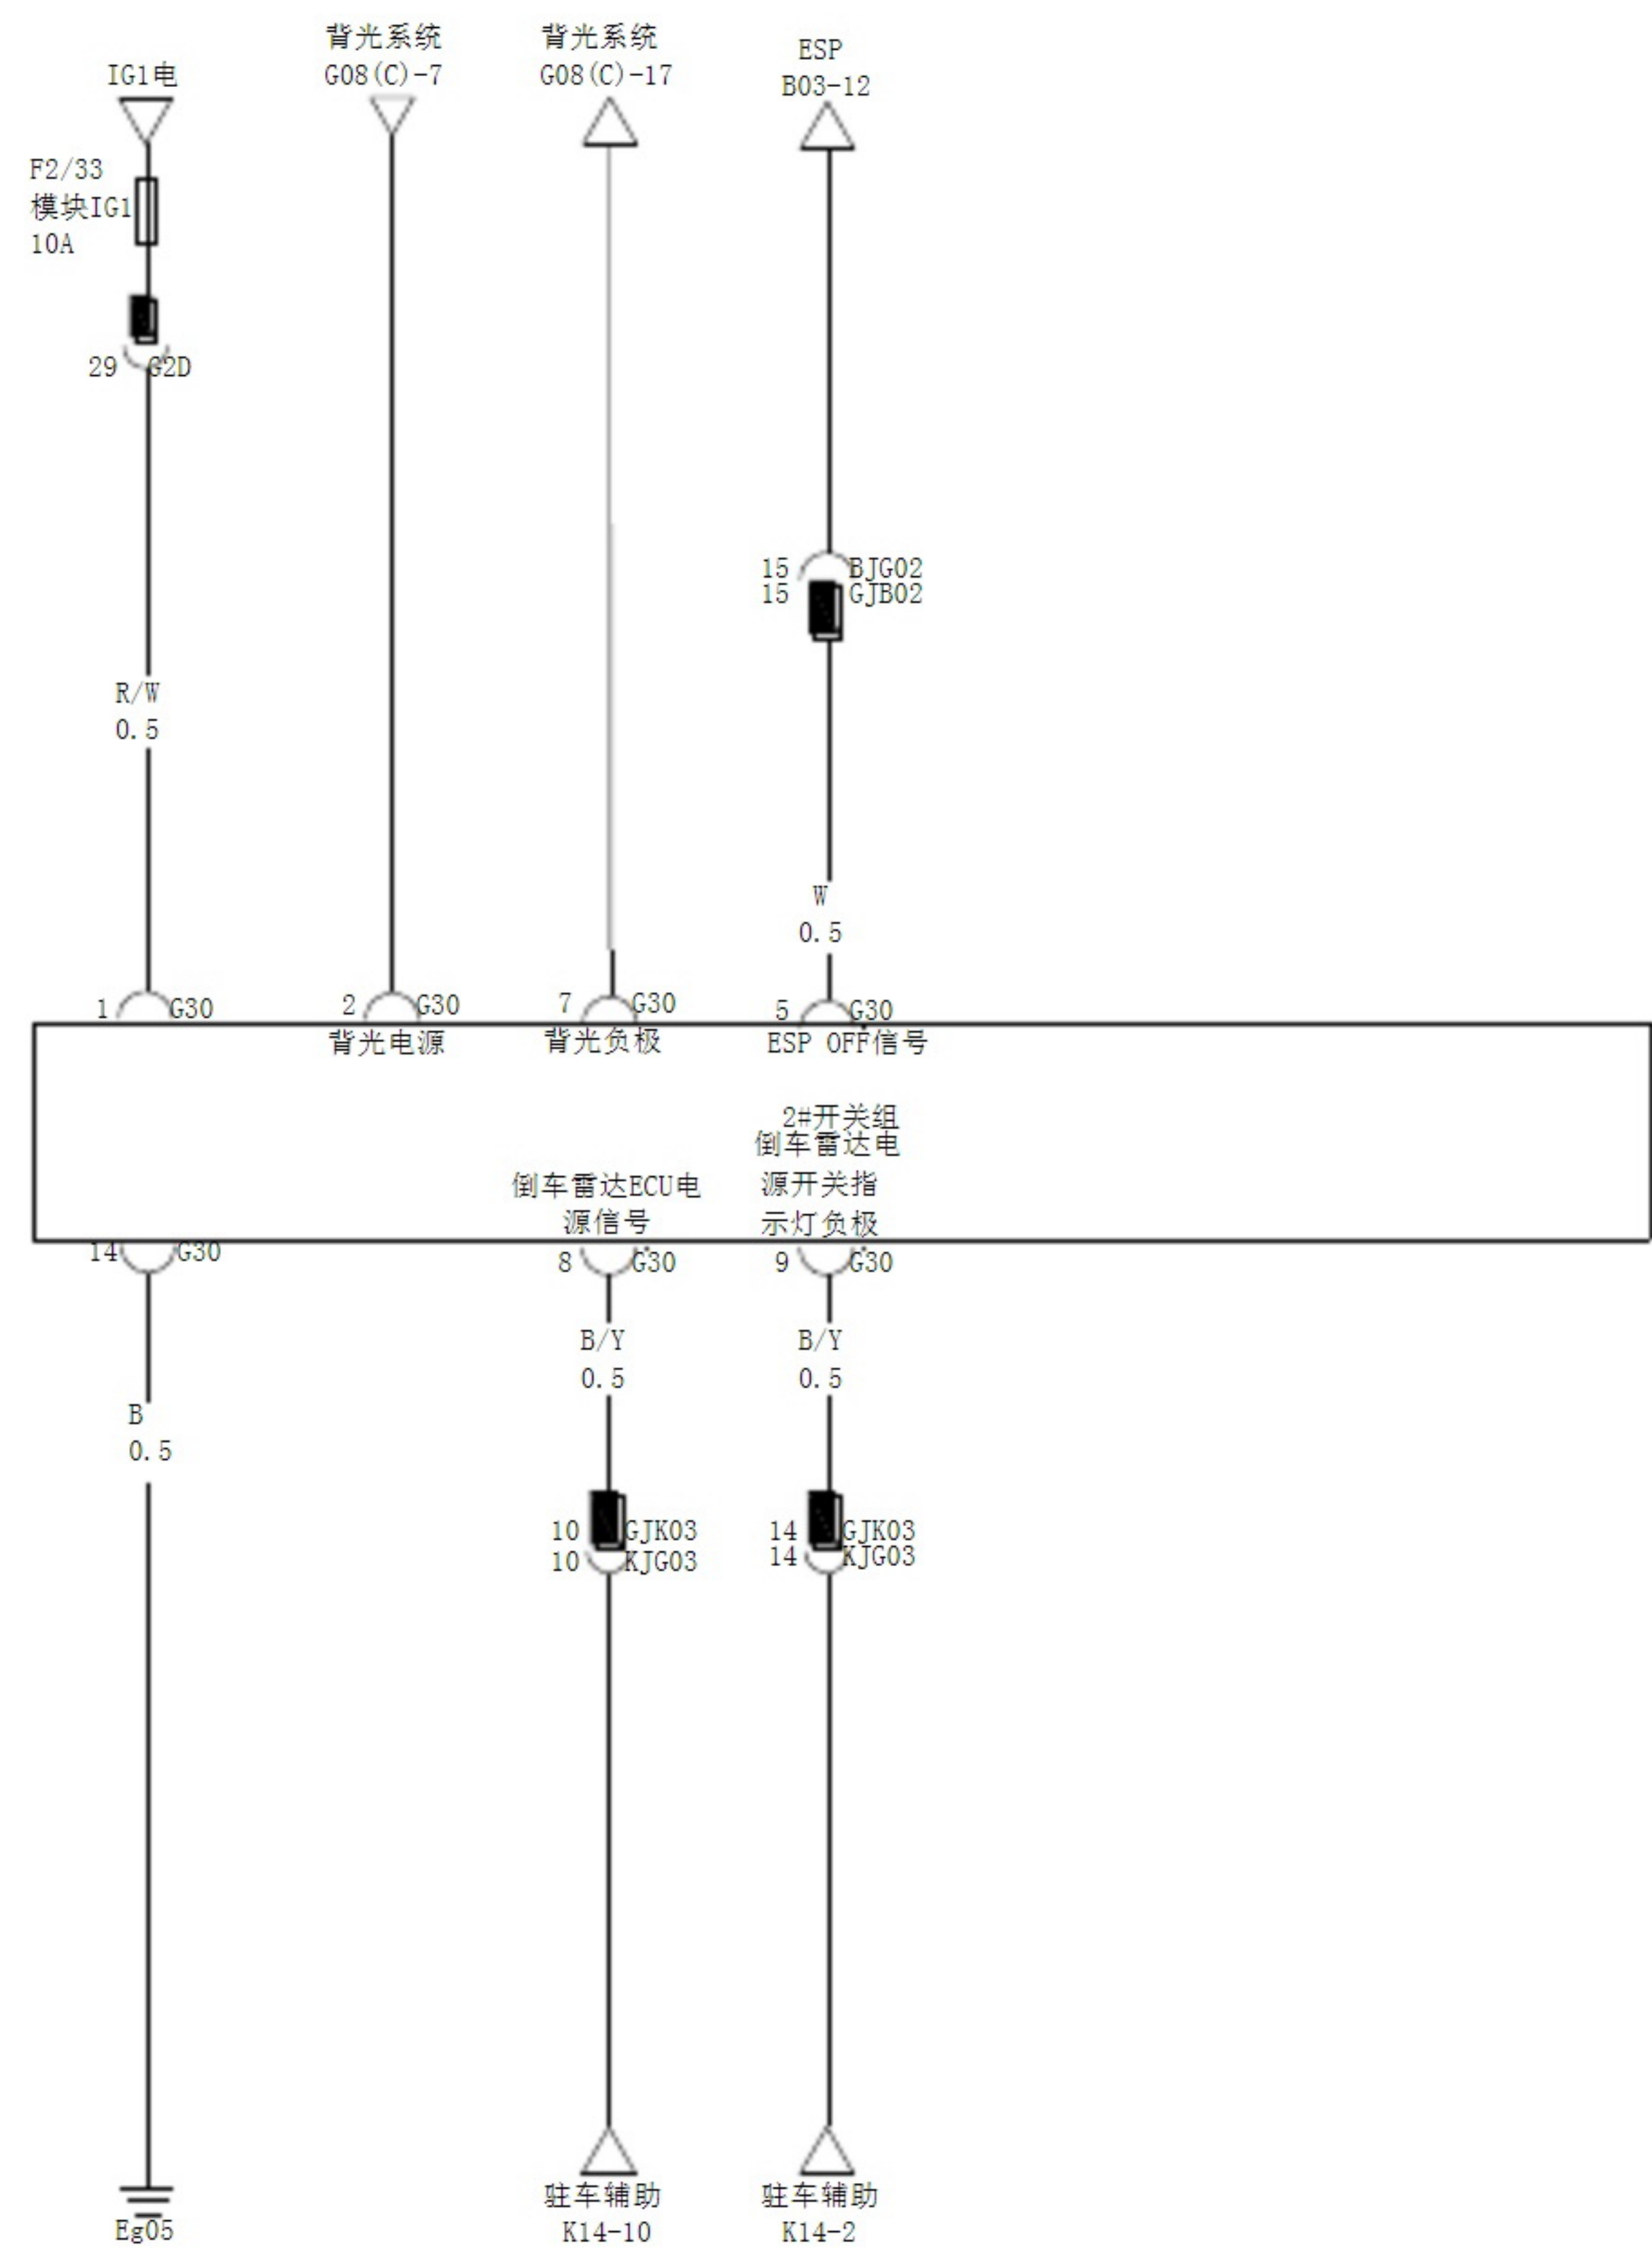 IG1电
背光系统
G08(C)-7
背光系统
G08(C)-17
ESP
B03-12
F2/33
模块IG1
10A
29 G2D
15 BJG02
15 GJB02
R/W
0.5
W
0.5
1 G30
2 G30
7 G30
5 G30
背光电源
背光负极
ESP OFF信号
2#开关组
倒车雷达ECU电
源信号
倒车雷达电
源开关指
示灯负极
14 G30
8 G30
9 G30
B/Y
0.5
B/Y
0.5
B
0.5
10 GJK03
10 KJG03
14 GJK03
14 KJG03
Eg05
驻车辅助
K14-10
驻车辅助
K14-2